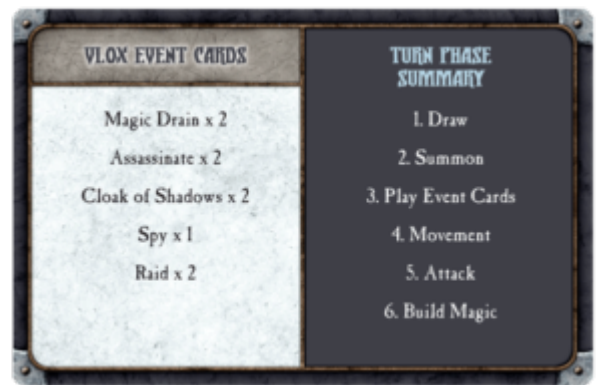 VLOX EVENT CARDS
Magic Drain x 2
Assassinate x 2
Cloak of Shadows x 2
Spy x 1
Raid x 2
TURN PHASE
SUMMARY
1. Draw
2. Summon
3. Play Event Cards
4. Movement
5. Attack
6. Build Magic